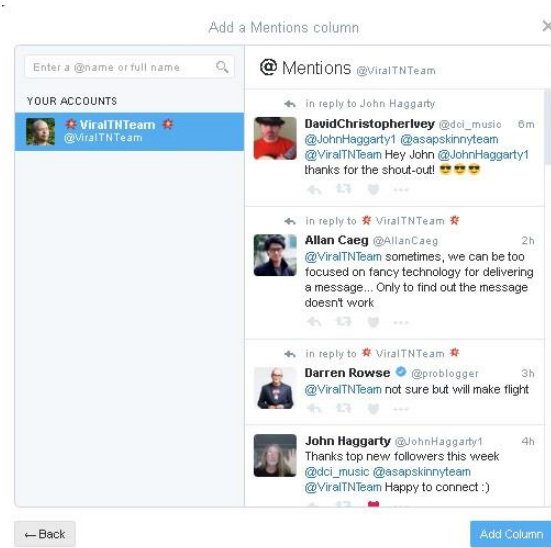 Add a Mentions column
Enter a @name or full name
YOUR ACCOUNTS
ViralTNTeam
@ViralTNTeam
@ Mentions @ViralTNTeam
in reply to John Haggarty
DavidChristopherIvey @dci_music 6m
@JohnHaggarty1 @asapskinnyteam
@ViralTNTeam Hey John @JohnHaggarty1
thanks for the shout-out! 😎😎😎
in reply to 💥 ViralTNTeam 💥
Allan Caeg @AllanCaeg 2h
@ViralTNTeam sometimes, we can be too
focused on fancy technology for delivering
a message... Only to find out the message
doesn't work
in reply to 💥 ViralTNTeam 💥
Darren Rowse @problogger 3h
@ViralTNTeam not sure but will make flight
John Haggarty @JohnHaggarty1 4h
Thanks top new followers this week
@dci_music @asapskinnyteam
@ViralTNTeam Happy to connect :)
← Back
Add Column